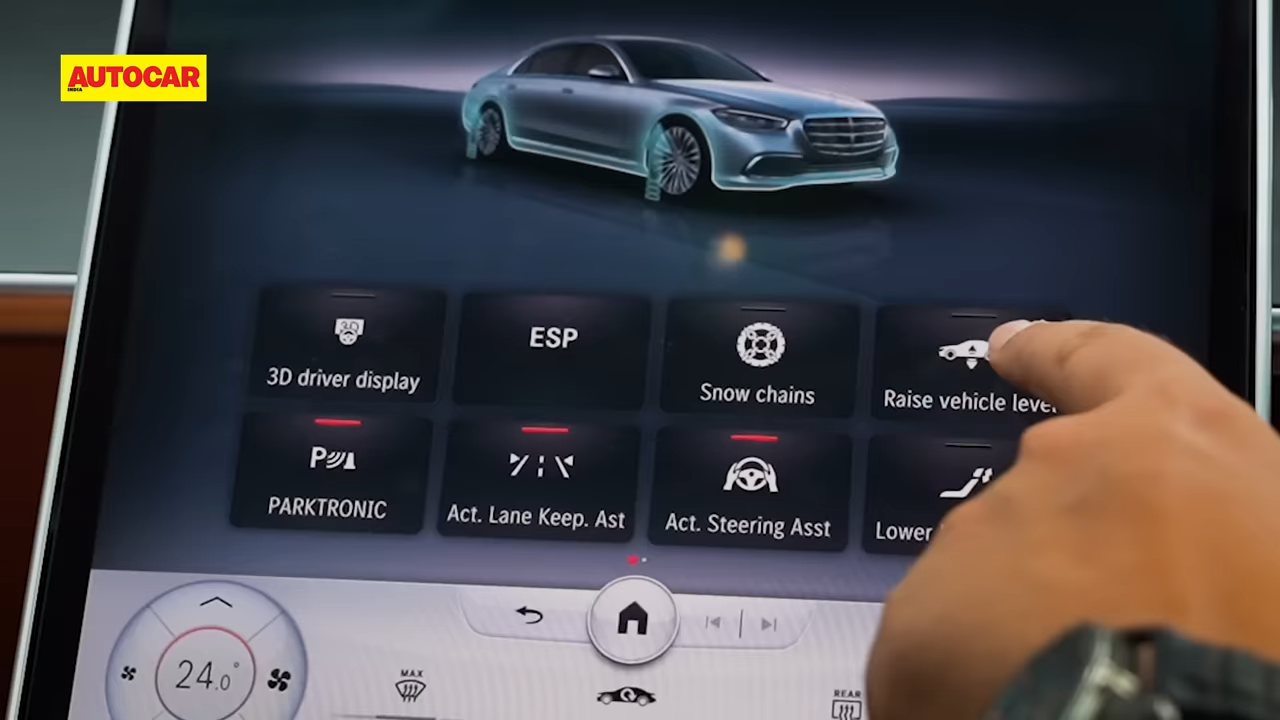 AUTOCAR
INDIA
3D
3D driver display
ESP
Snow chains
Raise vehicle level
PARKTRONIC
Act. Lane Keep. Ast
Act. Steering Asst
Lower
24.0°
MAX
REAR